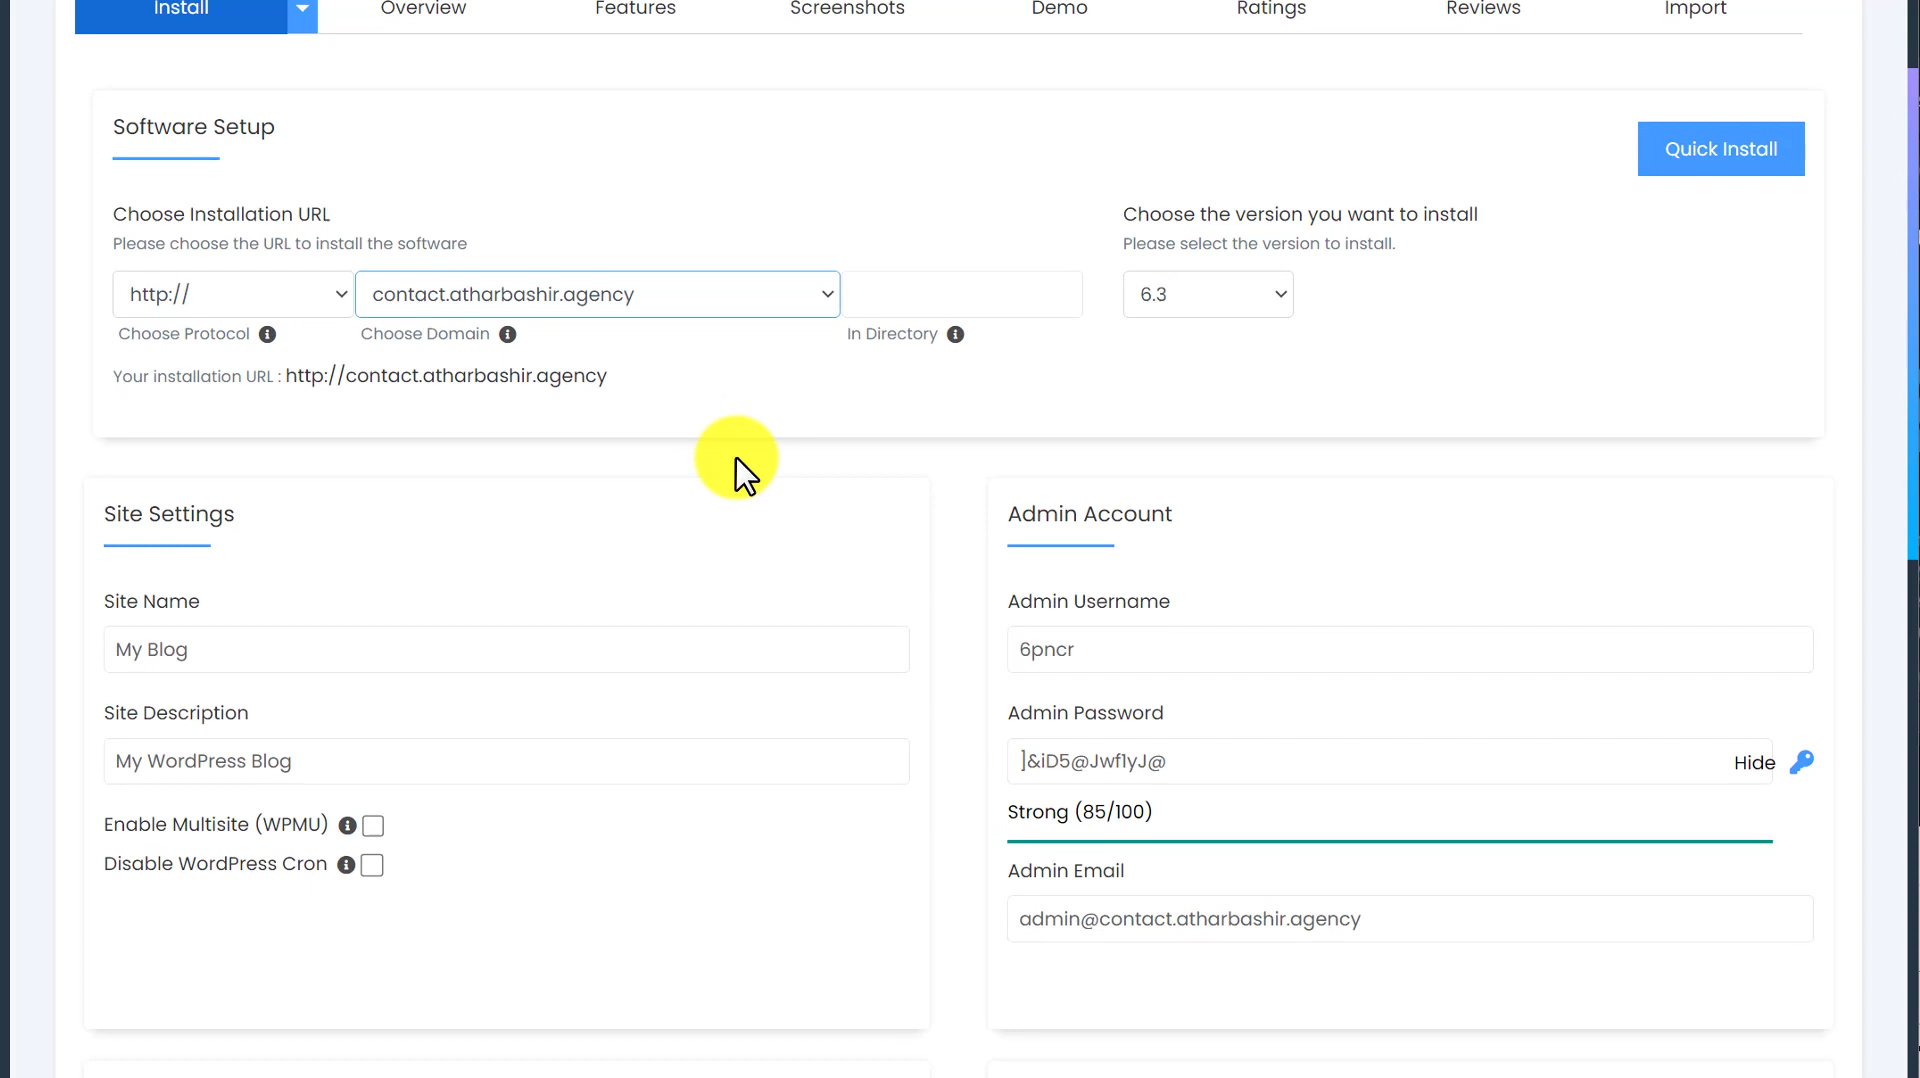 Install Overview Features Screenshots Demo Ratings Reviews Import
Software Setup
Quick Install
Choose Installation URL
Please choose the URL to install the software
http:// contact.atharbashir.agency
Choose Protocol Choose Domain In Directory
Your installation URL : http://contact.atharbashir.agency
Choose the version you want to install
Please select the version to install.
6.3
Site Settings
Site Name
My Blog
Site Description
My WordPress Blog
Enable Multisite (WPMU)
Disable WordPress Cron
Admin Account
Admin Username
6pncr
Admin Password
]&iD5@Jwf1yJ@ Hide
Strong (85/100)
Admin Email
admin@contact.atharbashir.agency